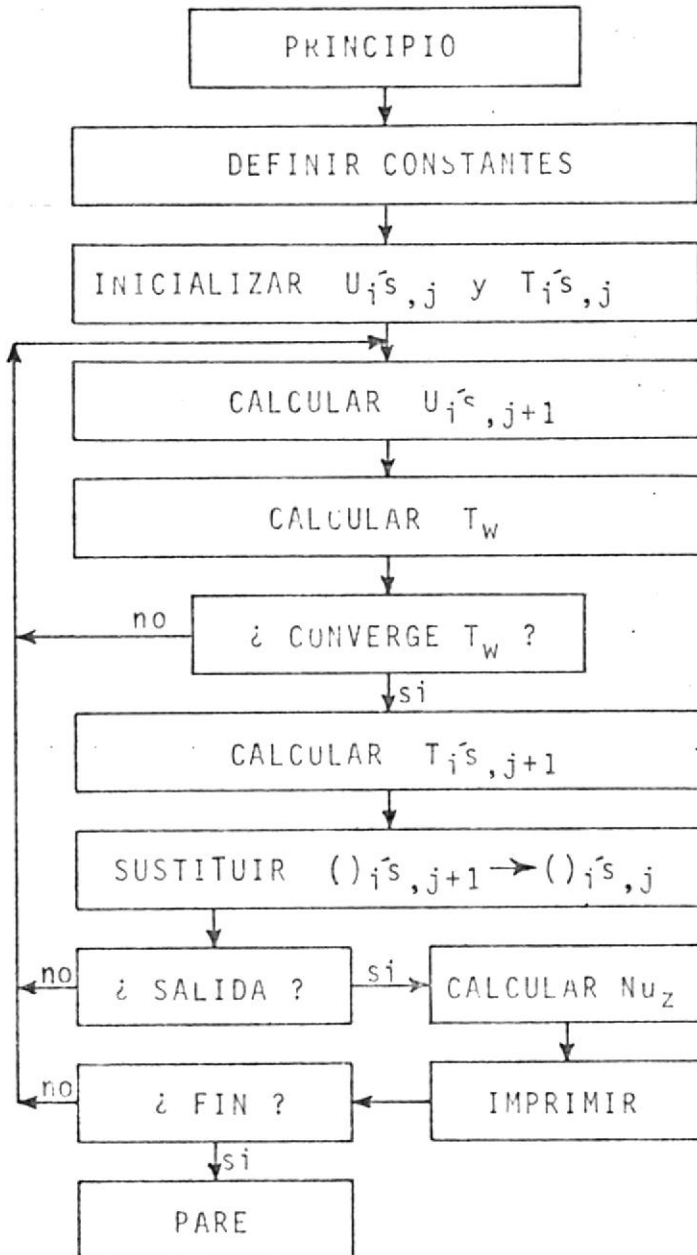 PRINCIPIO
DEFINIR CONSTANTES
INICIALIZAR U_i´s,j y T_i´s,j
CALCULAR U_i´s,j+1
CALCULAR T_w
no ¿ CONVERGE T_w ?
si
CALCULAR T_i´s,j+1
SUSTITUIR ()_i´s,j+1 → ()_i´s,j
no ¿ SALIDA ? si CALCULAR Nu_z
no ¿ FIN ? IMPRIMIR
si
PARE